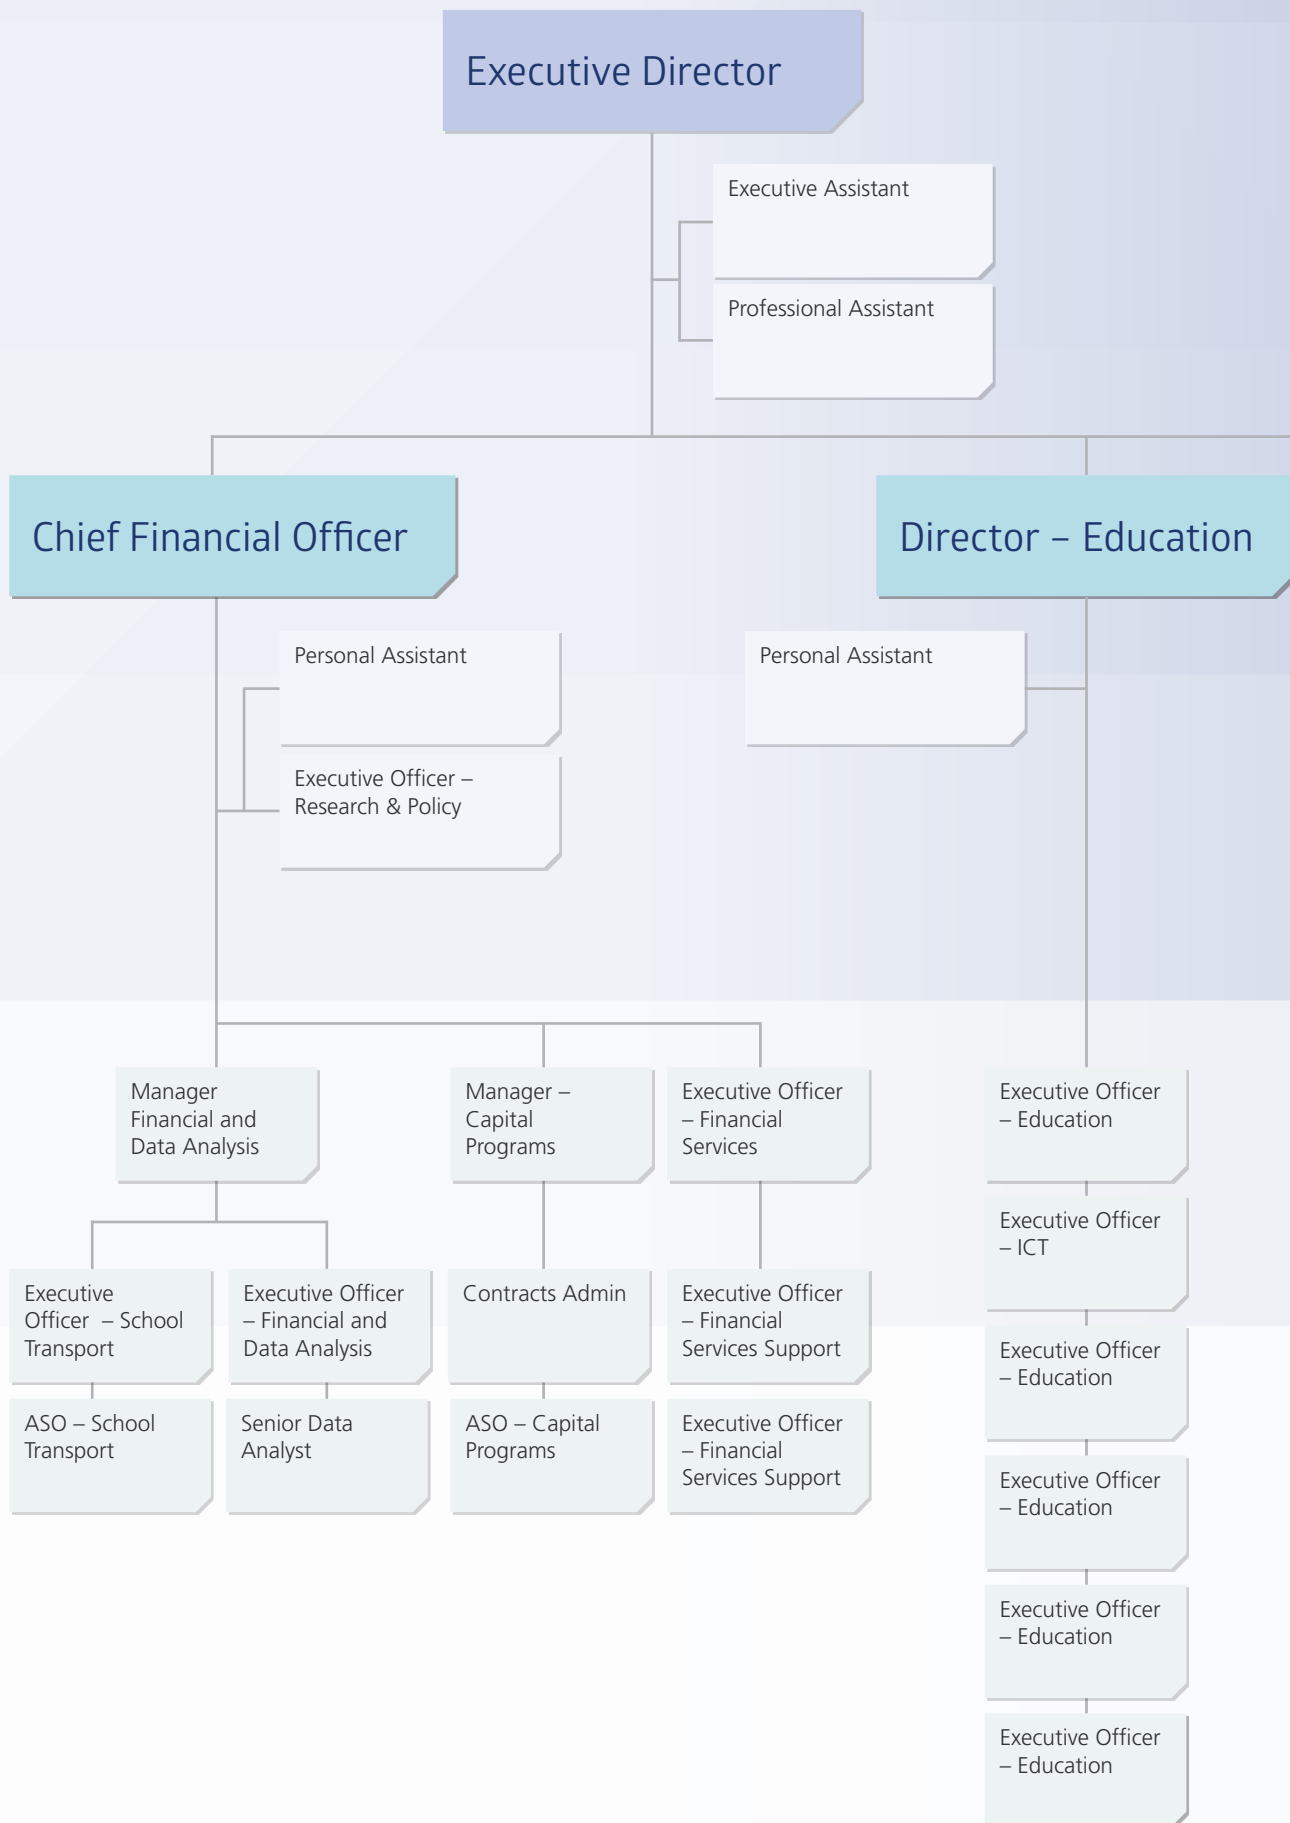 Executive Director
Executive Assistant
Professional Assistant
Chief Financial Officer
Director – Education
Personal Assistant
Executive Officer –
Research & Policy
Personal Assistant
Manager
Financial and
Data Analysis
Manager –
Capital
Programs
Executive Officer
– Financial
Services
Executive
Officer  – School
Transport
Executive Officer
– Financial and
Data Analysis
Contracts Admin
Executive Officer
– Financial
Services Support
ASO – School
Transport
Senior Data
Analyst
ASO – Capital
Programs
Executive Officer
– Financial
Services Support
Executive Officer
– Education
Executive Officer
– ICT
Executive Officer
– Education
Executive Officer
– Education
Executive Officer
– Education
Executive Officer
– Education